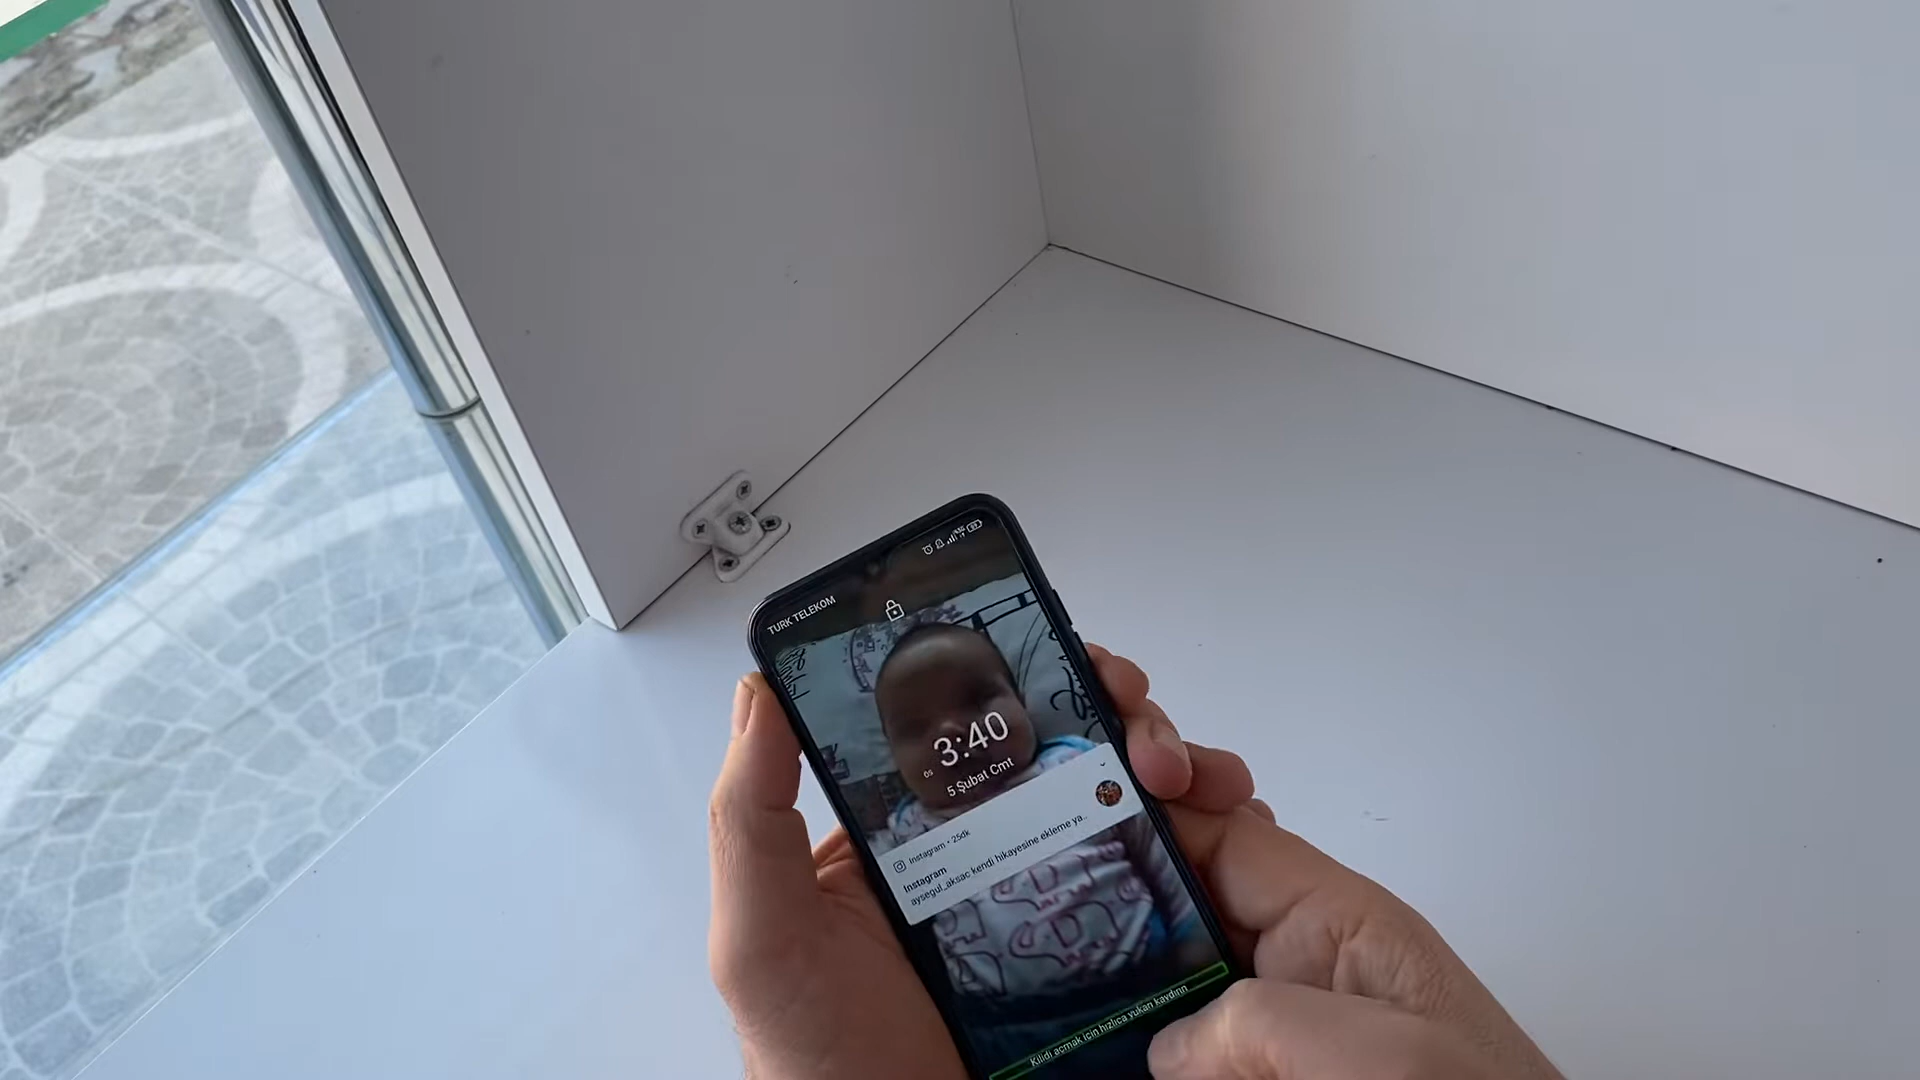 TURK TELEKOM
3:40
ÖS
5 Şubat Cmt
Instagram • 25dk
Instagram
aysegul_aksac kendi hikayesine ekleme ya..
Kilidi açmak için hızlıca yukarı kaydırın